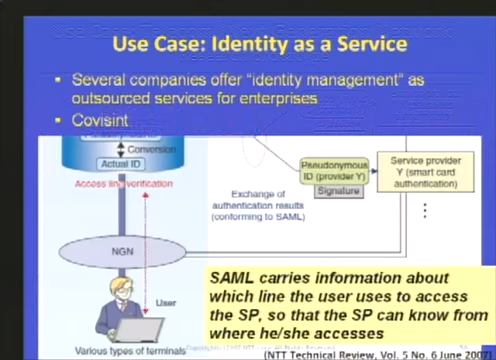 Use Case: Identity as a Service
Several companies offer "identity management" as
outsourced services for enterprises
Covisint
Conversion
Actual ID
Access line verification
Pseudonymous
ID (provider Y)
Signature
Service provider
Y (smart card
authentication)
Exchange of
authentication results
(conforming to SAML)
NGN
User
Various types of terminals
SAML carries information about
which line the user uses to access
the SP, so that the SP can know from
where he/she accesses
(NTT Technical Review, Vol. 5 No. 6 June 2007)